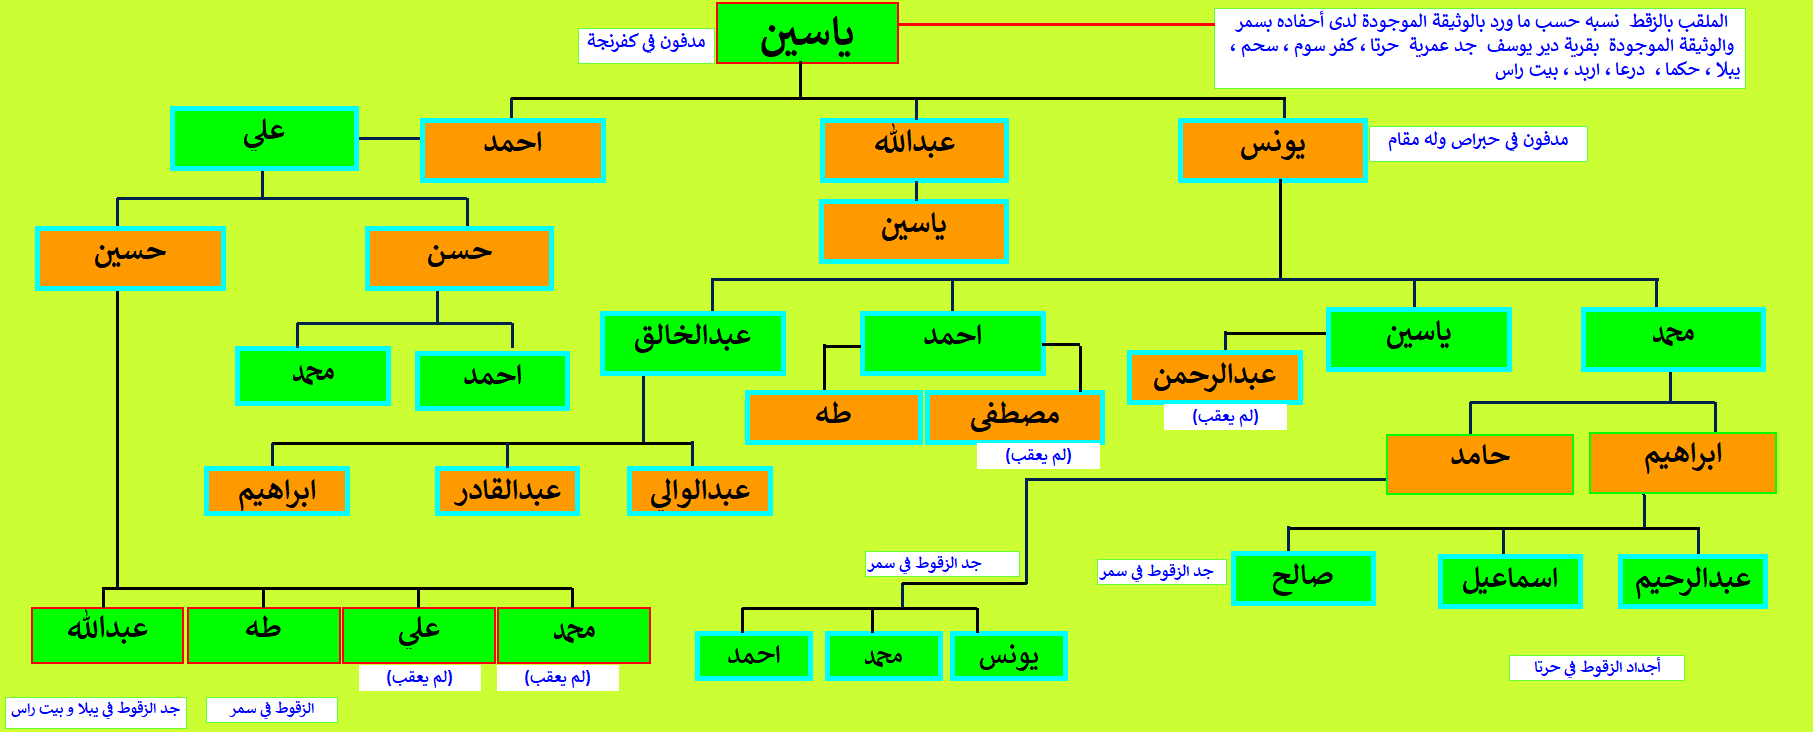 ياسين
مدفون في كفرنجة
الملقب بالزقط نسبه حسب ما ورد بالوثيقة الموجودة لدى أحفاده بسمر
والوثيقة الموجودة بقرية دير يوسف جد عمرية حرتا ، كفر سوم ، سحم ،
يبلا ، حكما ، درعا ، اربد ، بيت راس
يونس
مدفون في حبراص وله مقام
عبدالله
احمد
علي
ياسين
حسن
حسين
محمد
ياسين
احمد
عبدالخالق
احمد
محمد
عبدالرحمن
(لم يعقب)
مصطفى
(لم يعقب)
طه
ابراهيم
حامد
عبدالوالي
عبدالقادر
ابراهيم
عبدالرحيم
اسماعيل
صالح
جد الزقوط في سمر
جد الزقوط في سمر
يونس
محمد
احمد
محمد
(لم يعقب)
علي
(لم يعقب)
طه
عبدالله
أجداد الزقوط في حرتا
الزقوط في سمر
جد الزقوط في يبلا و بيت راس